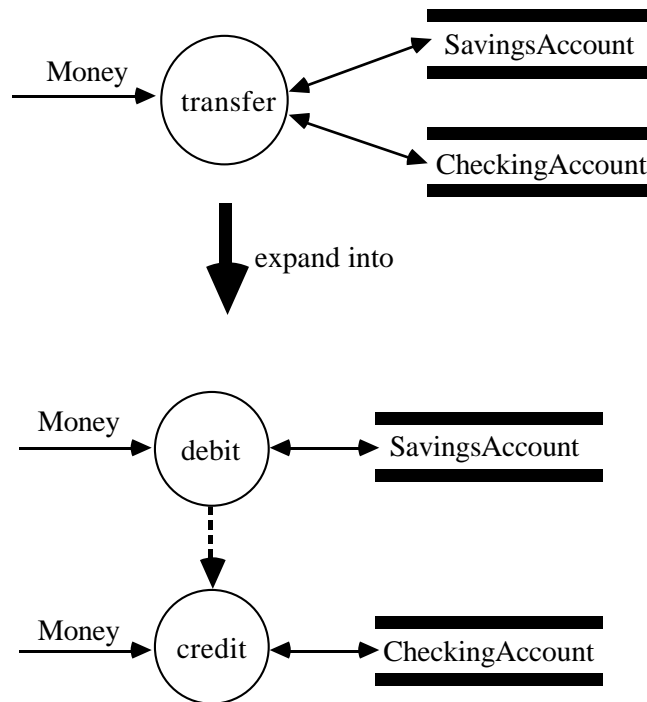 SavingsAccount
Money
transfer
CheckingAccount
expand into
Money
debit
SavingsAccount
Money
credit
CheckingAccount